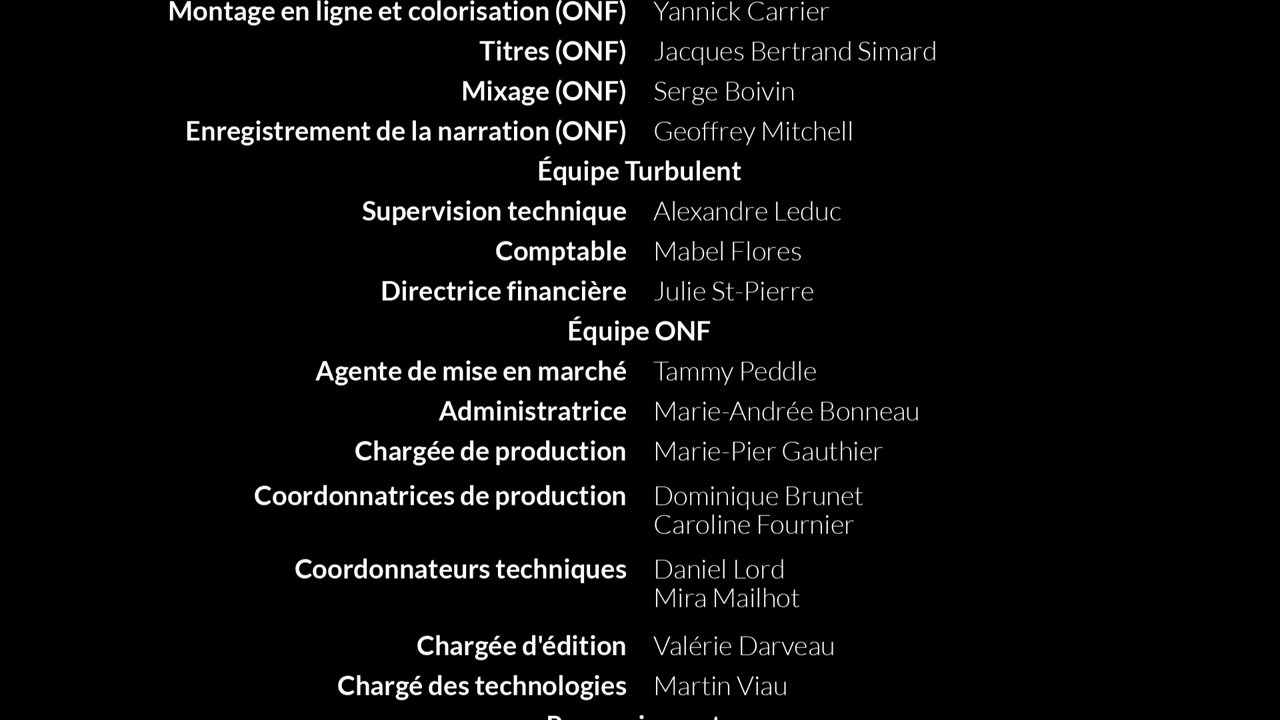 Montage en ligne et colorisation (ONF) Yannick Carrier
Titres (ONF) Jacques Bertrand Simard
Mixage (ONF) Serge Boivin
Enregistrement de la narration (ONF) Geoffrey Mitchell
Équipe Turbulent
Supervision technique Alexandre Leduc
Comptable Mabel Flores
Directrice financière Julie St-Pierre
Équipe ONF
Agente de mise en marché Tammy Peddle
Administratrice Marie-Andrée Bonneau
Chargée de production Marie-Pier Gauthier
Coordonnatrices de production Dominique Brunet
Caroline Fournier
Coordonnateurs techniques Daniel Lord
Mira Mailhot
Chargée d'édition Valérie Darveau
Chargé des technologies Martin Viau